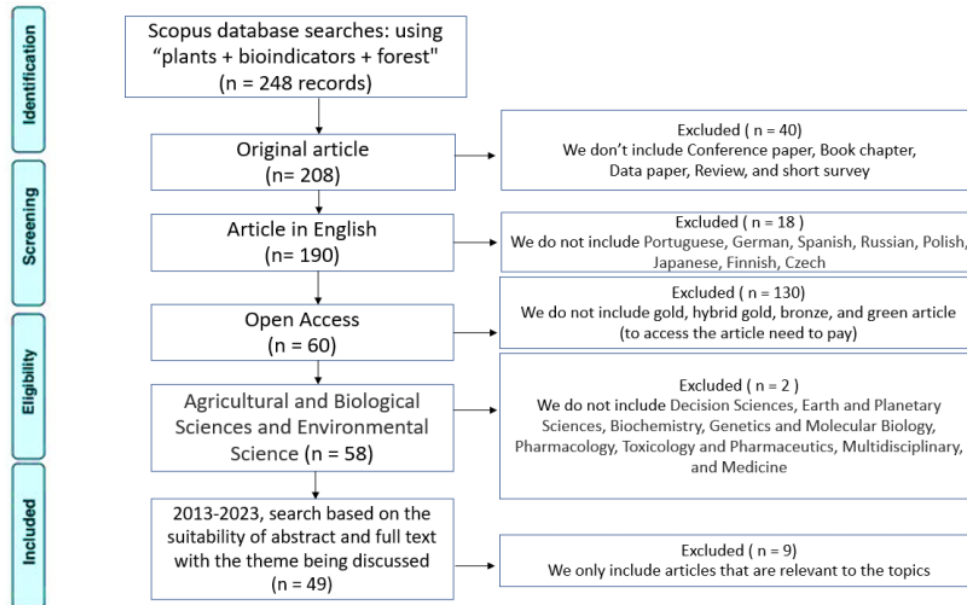 Identification
Scopus database searches: using
“plants + bioindicators + forest"
(n = 248 records)
Original article
(n= 208)
Excluded ( n = 40)
We don’t include Conference paper, Book chapter,
Data paper, Review, and short survey
Screening
Article in English
(n= 190)
Excluded ( n = 18 )
We do not include Portuguese, German, Spanish, Russian, Polish,
Japanese, Finnish, Czech
Open Access
(n = 60)
Excluded ( n = 130)
We do not include gold, hybrid gold, bronze, and green article
(to access the article need to pay)
Eligibility
Agricultural and Biological
Sciences and Environmental
Science (n = 58)
Excluded ( n = 2 )
We do not include Decision Sciences, Earth and Planetary
Sciences, Biochemistry, Genetics and Molecular Biology,
Pharmacology, Toxicology and Pharmaceutics, Multidisciplinary,
and Medicine
Included
2013-2023, search based on the
suitability of abstract and full text
with the theme being discussed
(n = 49)
Excluded ( n = 9)
We only include articles that are relevant to the topics